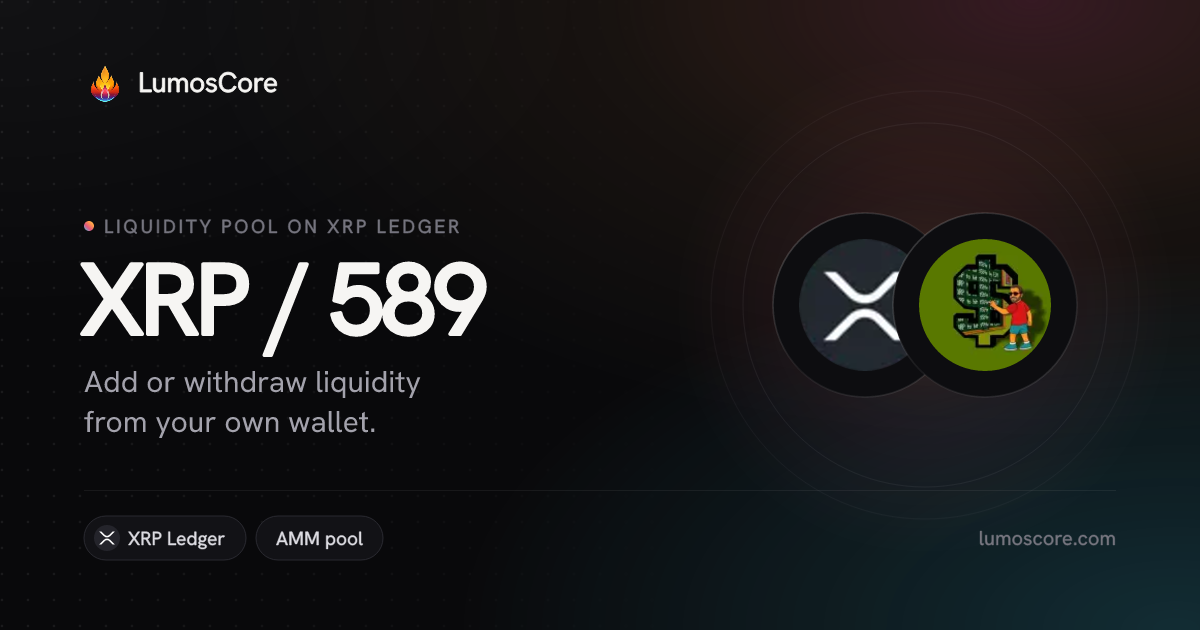 LumosCore
LIQUIDITY POOL ON XRP LEDGER
XRP / 589
Add or withdraw liquidity
from your own wallet.
XRP Ledger
AMM pool
lumoscore.com